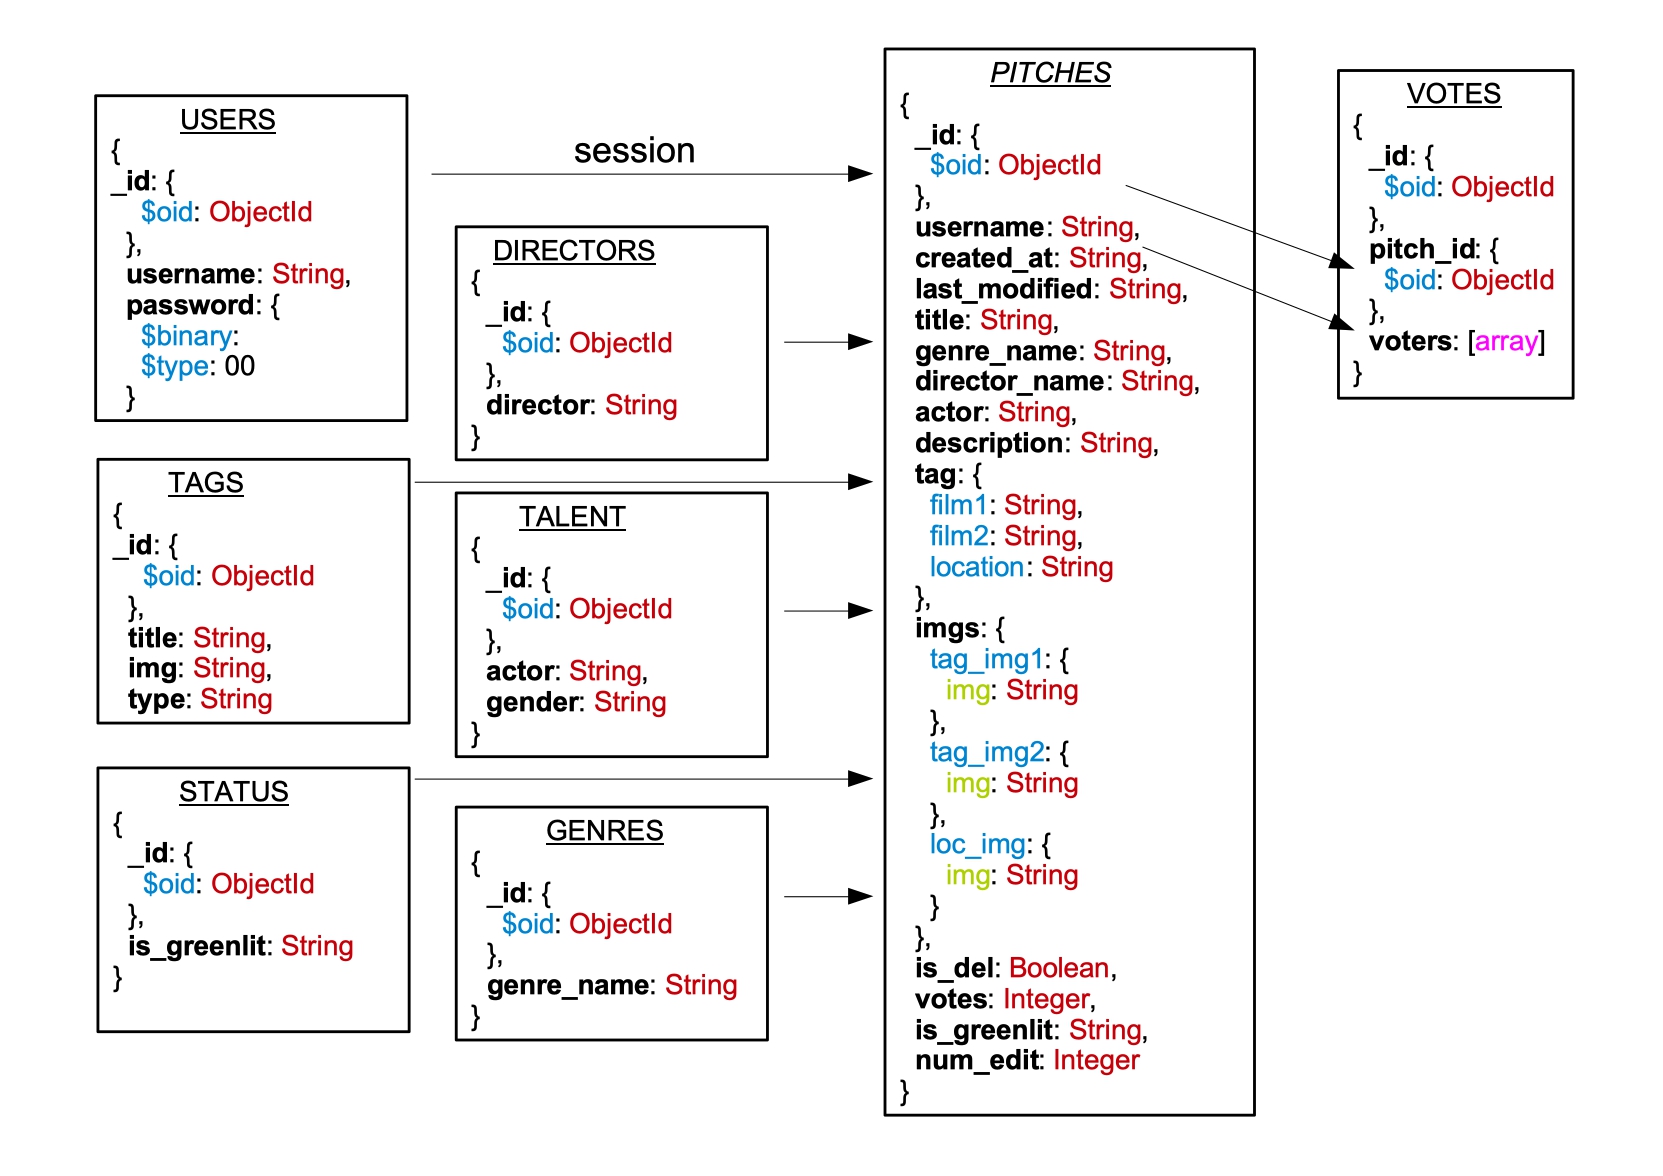 USERS
{
_id: {
$oid: ObjectId
},
username: String,
password: {
$binary:
$type: 00
}
session
DIRECTORS
{
_id: {
$oid: ObjectId
},
director: String
}
TAGS
{
_id: {
$oid: ObjectId
},
title: String,
img: String,
type: String
TALENT
{
_id: {
$oid: ObjectId
},
actor: String,
gender: String
}
STATUS
{
_id: {
$oid: ObjectId
},
is_greenlit: String
}
GENRES
{
_id: {
$oid: ObjectId
},
genre_name: String
}
PITCHES
{
_id: {
$oid: ObjectId
},
username: String,
created_at: String,
last_modified: String,
title: String,
genre_name: String,
director_name: String,
actor: String,
description: String,
tag: {
film1: String,
film2: String,
location: String
},
imgs: {
tag_img1: {
img: String
},
tag_img2: {
img: String
},
loc_img: {
img: String
}
},
is_del: Boolean,
votes: Integer,
is_greenlit: String,
num_edit: Integer
}
VOTES
{
_id: {
$oid: ObjectId
},
pitch_id: {
$oid: ObjectId
},
voters: [array]
}